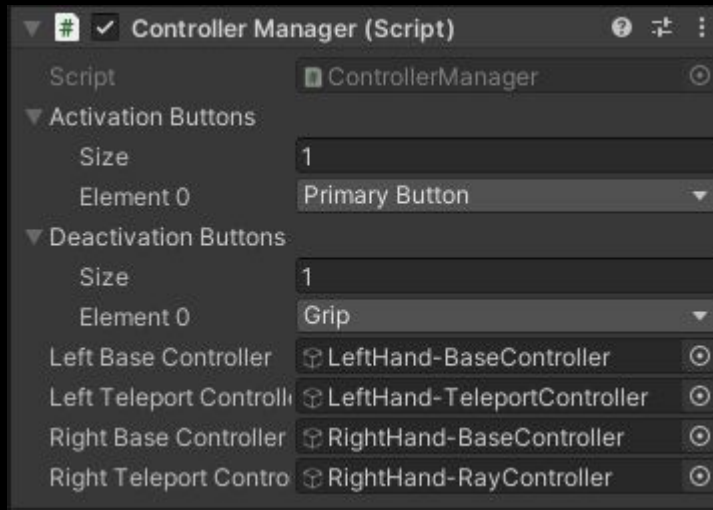 Controller Manager (Script)
Script ControllerManager
Activation Buttons
Size 1
Element 0 Primary Button
Deactivation Buttons
Size 1
Element 0 Grip
Left Base Controller LeftHand-BaseController
Left Teleport Controlle LeftHand-TeleportController
Right Base Controller RightHand-BaseController
Right Teleport Contro RightHand-RayController